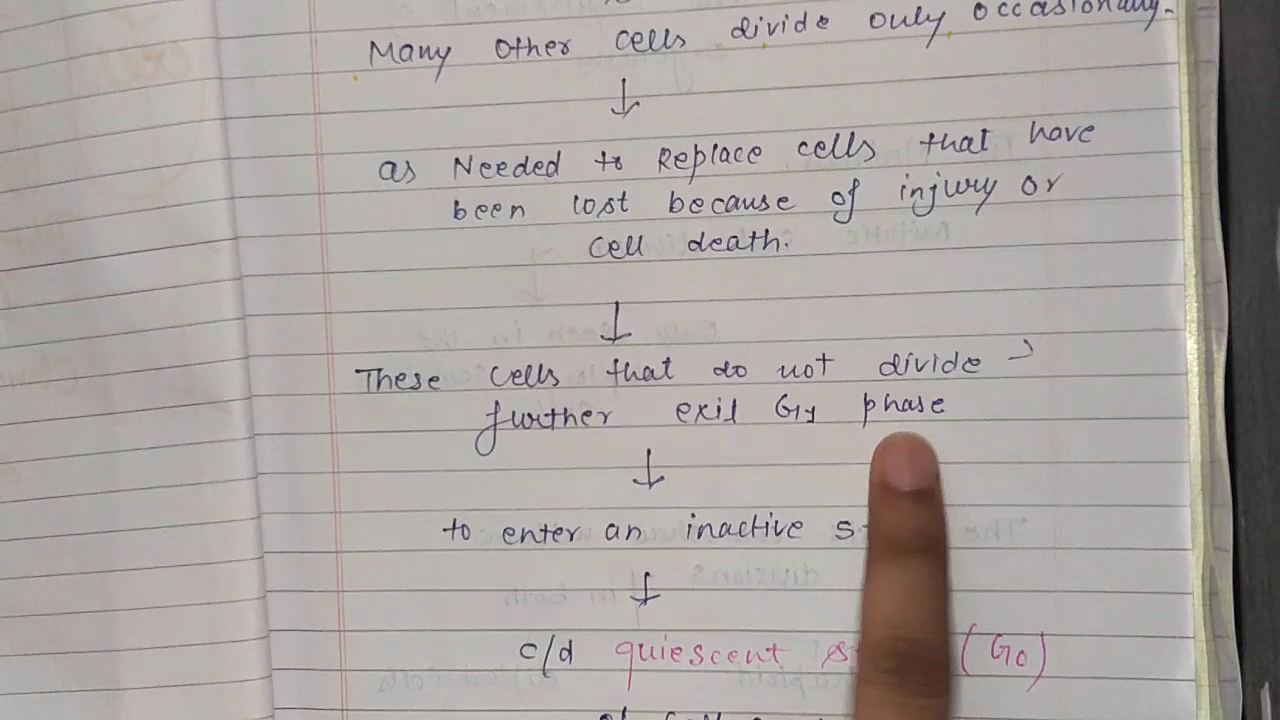 Many other cells divide only occasionally.
↓
as Needed to Replace cells that have
been lost because of injury or
cell death.
↓
These cells that do not divide
further exit G1 phase
↓
to enter an inactive
↓
c/d quiescent (G0)